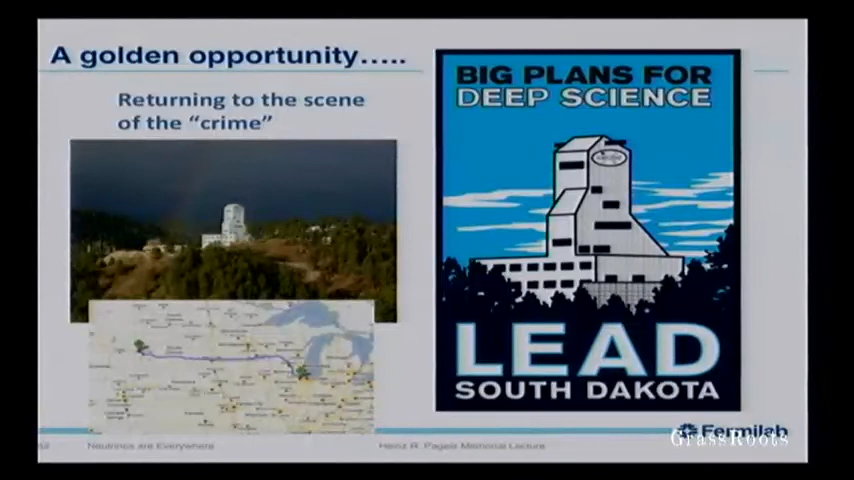 A golden opportunity.....
Returning to the scene
of the “crime”
BIG PLANS FOR
DEEP SCIENCE
LEAD
SOUTH DAKOTA
Fermilab
GrassRoots
Neutrinos are Everywhere
Heinz R. Pagels Memorial Lecture